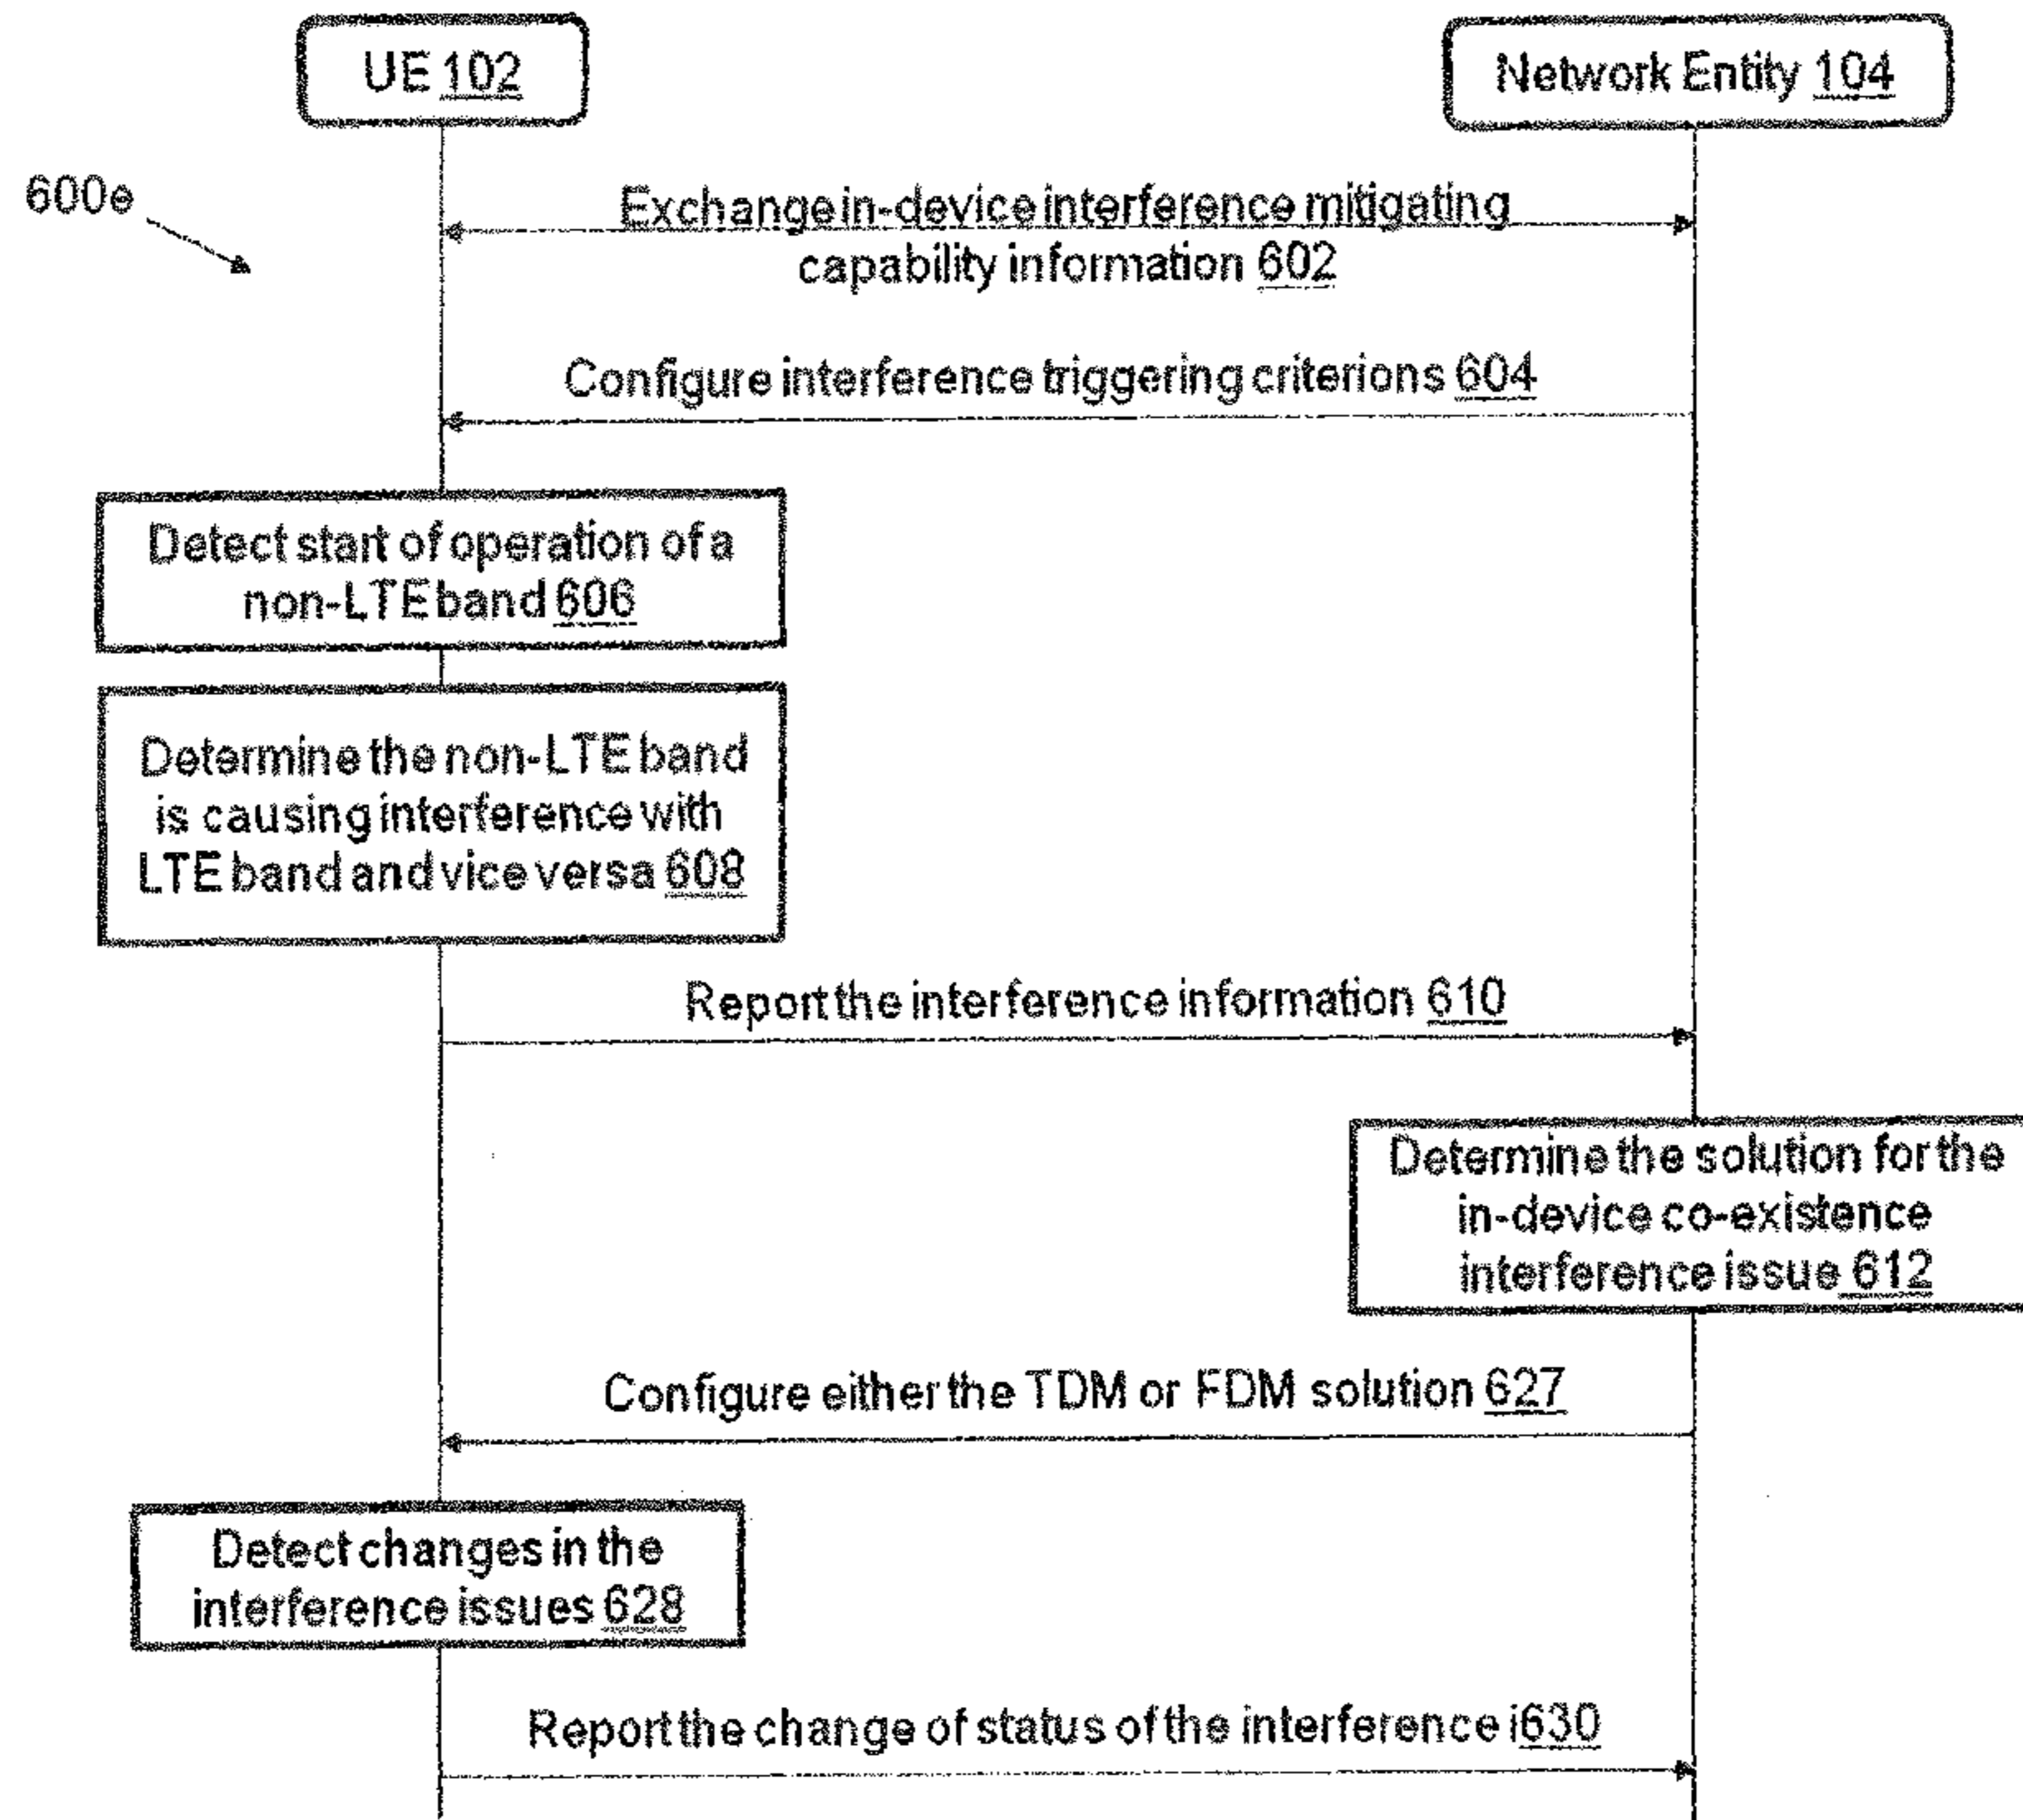 UE 102
Network Entity 104
600e
Exchange in-device interference mitigating
capability information 602
Configure interference triggering criterions 604
Detect start of operation of a
non-LTE band 606
Determine the non-LTE band
is causing interference with
LTE band and vice versa 608
Report the interference information 610
Determine the solution for the
in-device co-existence
interference issue 612
Configure either the TDM or FDM solution 627
Detect changes in the
interference issues 628
Report the change of status of the interference i630